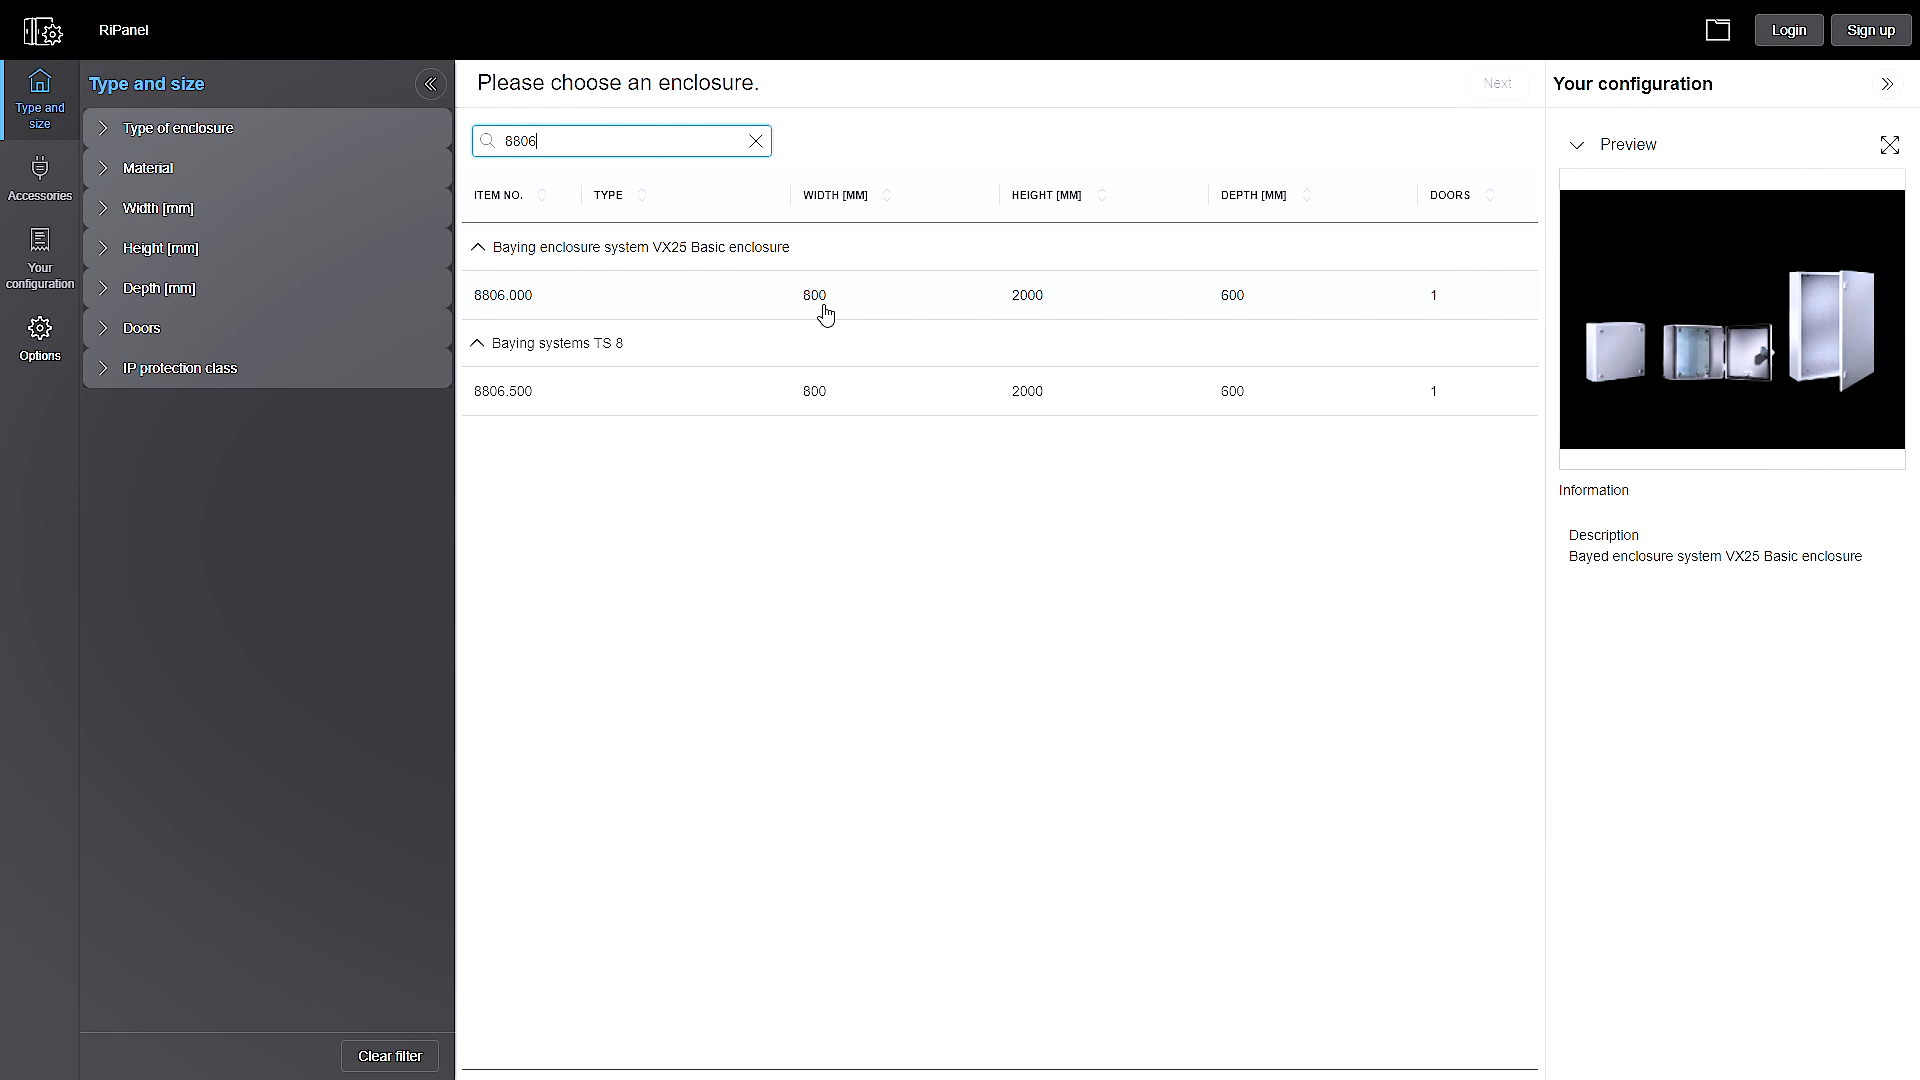 RiPanel
Login
Sign up
Type and size
Accessories
Your configuration
Options
Type and size
Type of enclosure
Material
Width [mm]
Height [mm]
Depth [mm]
Doors
IP protection class
Clear filter
Please choose an enclosure.
Next
8806
ITEM NO. TYPE WIDTH [MM] HEIGHT [MM] DEPTH [MM] DOORS
Baying enclosure system VX25 Basic enclosure
8806.000 800 2000 600 1
Baying systems TS 8
8806.500 800 2000 600 1
Your configuration
Preview
Information
Description
Bayed enclosure system VX25 Basic enclosure